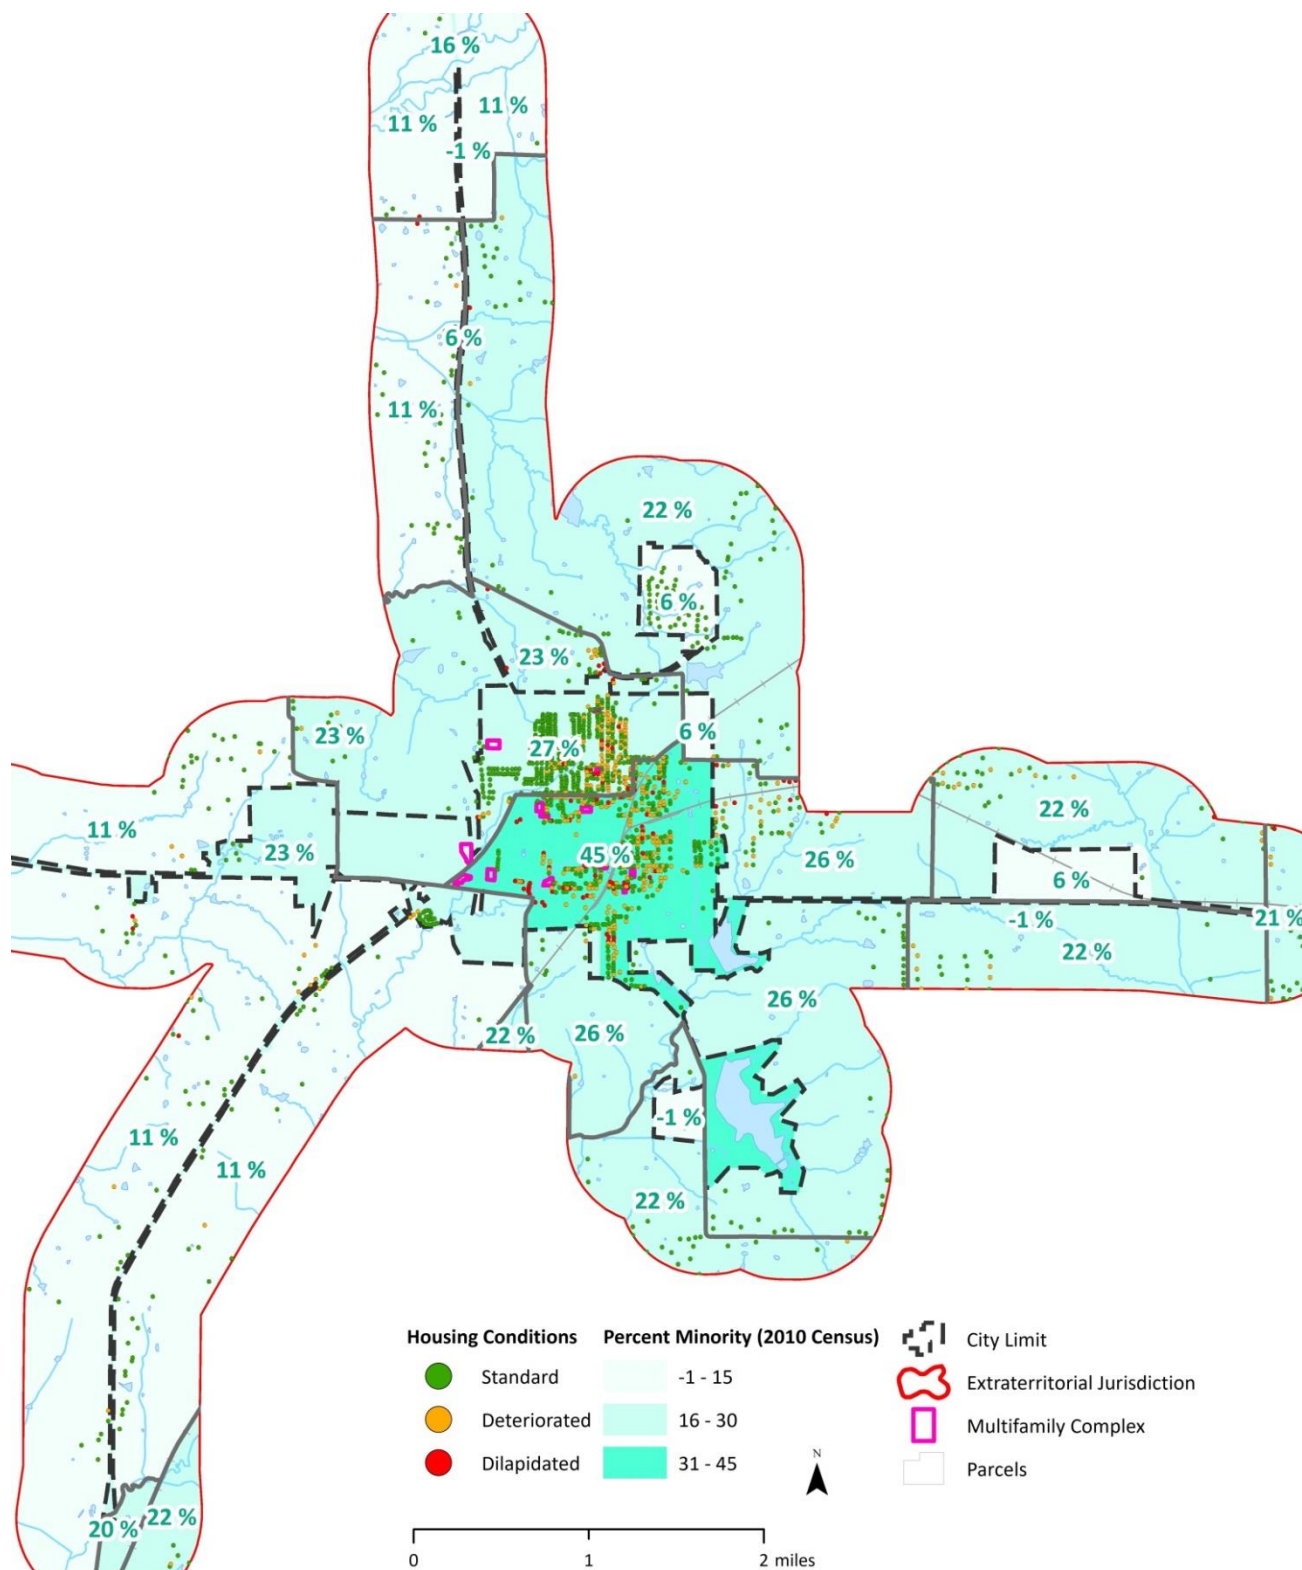 16 %
11 %
11 %
-1 %
6 %
11 %
22 %
6 %
23 %
23 %
27 %
6 %
22 %
11 %
23 %
45 %
26 %
6 %
-1 %
21 %
22 %
26 %
22 %
26 %
-1 %
11 %
11 %
22 %
22 %
20 %
Housing Conditions
Standard
Deteriorated
Dilapidated
Percent Minority (2010 Census)
-1 - 15
16 - 30
31 - 45
City Limit
Extraterritorial Jurisdiction
Multifamily Complex
Parcels
N
0 1 2 miles